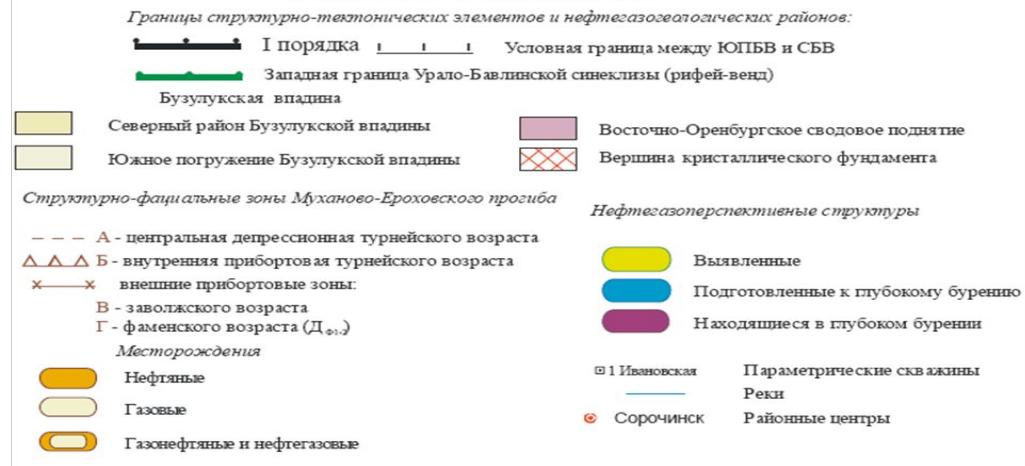 Границы структурно-тектонических элементов и нефтегазогеологических районов:
I порядка
Условная граница между ЮПБВ и СБВ
Западная граница Урало-Бавлинской синеклизы (рифей-венд)
Бузулукская впадина
Северный район Бузулукской впадины
Южное погружение Бузулукской впадины
Восточно-Оренбургское сводовое поднятие
Вершина кристаллического фундамента
Структурно-фациальные зоны Муханово-Ероховского прогиба
А - центральная депрессионная турнейского возраста
Б - внутренняя прибортовая турнейского возраста
внешние прибортовые зоны:
В - заволжского возраста
Г - фаменского возраста
Месторождения
Нефтяные
Газовые
Газонефтяные и нефтегазовые
Нефтегазоперспективные структуры
Выявленные
Подготовленные к глубокому бурению
Находящиеся в глубоком бурении
1 Ивановская Параметрические скважины
Реки
Сорочинск Районные центры